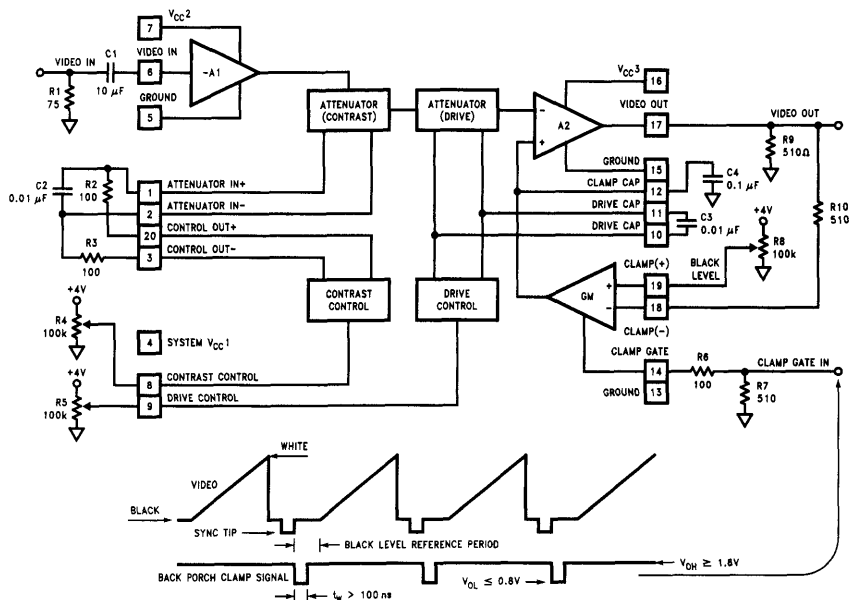 VCC2
7
VIDEO IN
C1
10 μF
R1
75
VIDEO IN
6
-A1
GROUND
5
ATTENUATOR
(CONTRAST)
ATTENUATOR
(DRIVE)
-
+
A2
VCC3
16
VIDEO OUT
17
VIDEO OUT
R9
510Ω
GROUND
15
CLAMP CAP
12
C4
0.1 μF
DRIVE CAP
11
DRIVE CAP
10
C3
0.01 μF
R10
510
C2
0.01 μF
R2
100
R3
100
1
ATTENUATOR IN+
2
ATTENUATOR IN-
20
CONTROL OUT+
3
CONTROL OUT-
CONTRAST
CONTROL
DRIVE
CONTROL
GM
+
-
CLAMP(+)
19
18
CLAMP(-)
BLACK
LEVEL
+4V
R8
100k
+4V
R4
100k
4
SYSTEM VCC1
+4V
R5
100k
8
CONTRAST CONTROL
9
DRIVE CONTROL
CLAMP GATE
14
GROUND
13
R6
100
CLAMP GATE IN
R7
510
WHITE
VIDEO
BLACK
SYNC TIP
BLACK LEVEL REFERENCE PERIOD
BACK PORCH CLAMP SIGNAL
VOL ≤ 0.8V
VOH ≥ 1.8V
tw > 100 ns